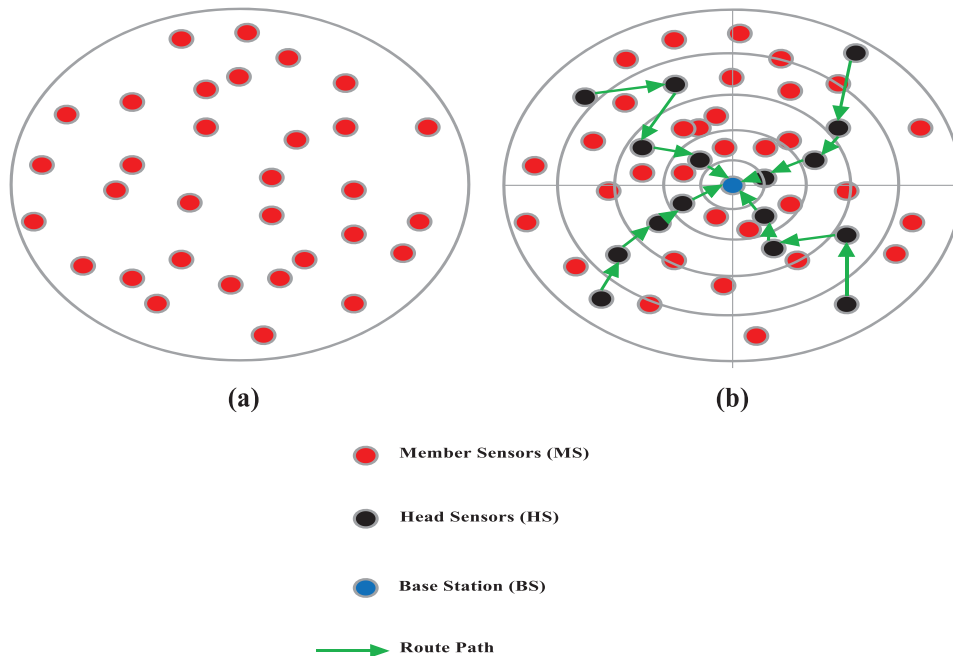 (a)
(b)
Member Sensors (MS)
Head Sensors (HS)
Base Station (BS)
Route Path